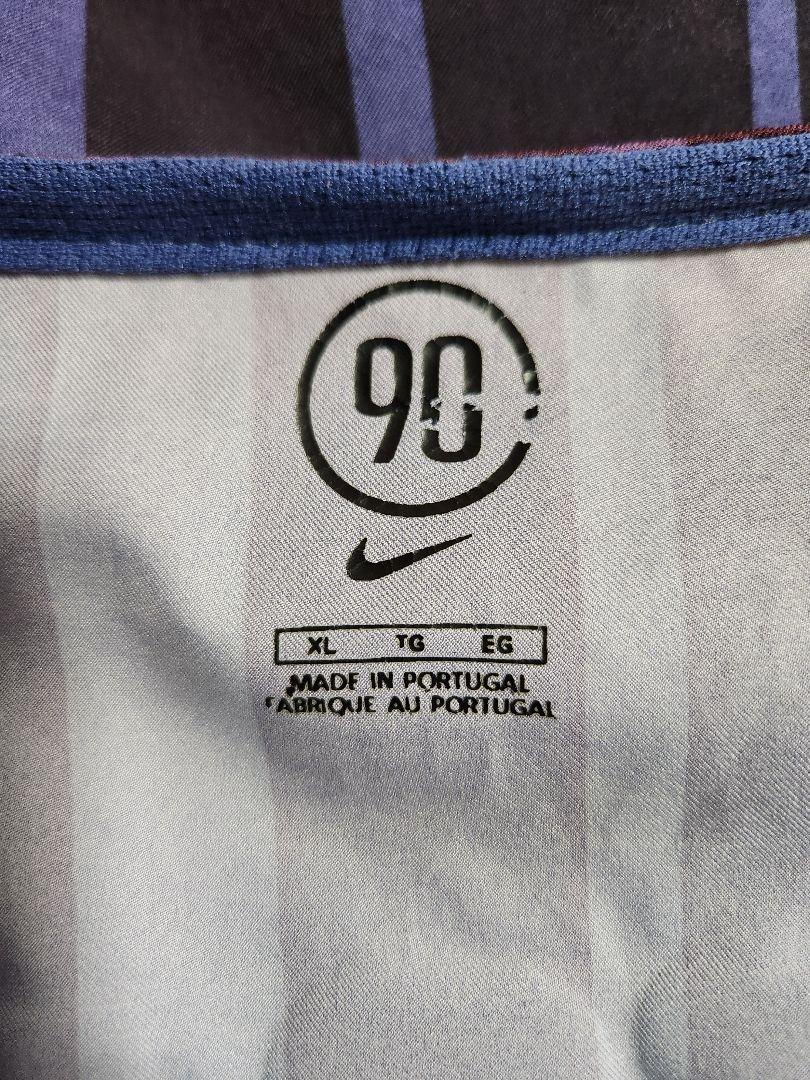 90
XL TG EG
MADE IN PORTUGAL
FABRIQUE AU PORTUGAL